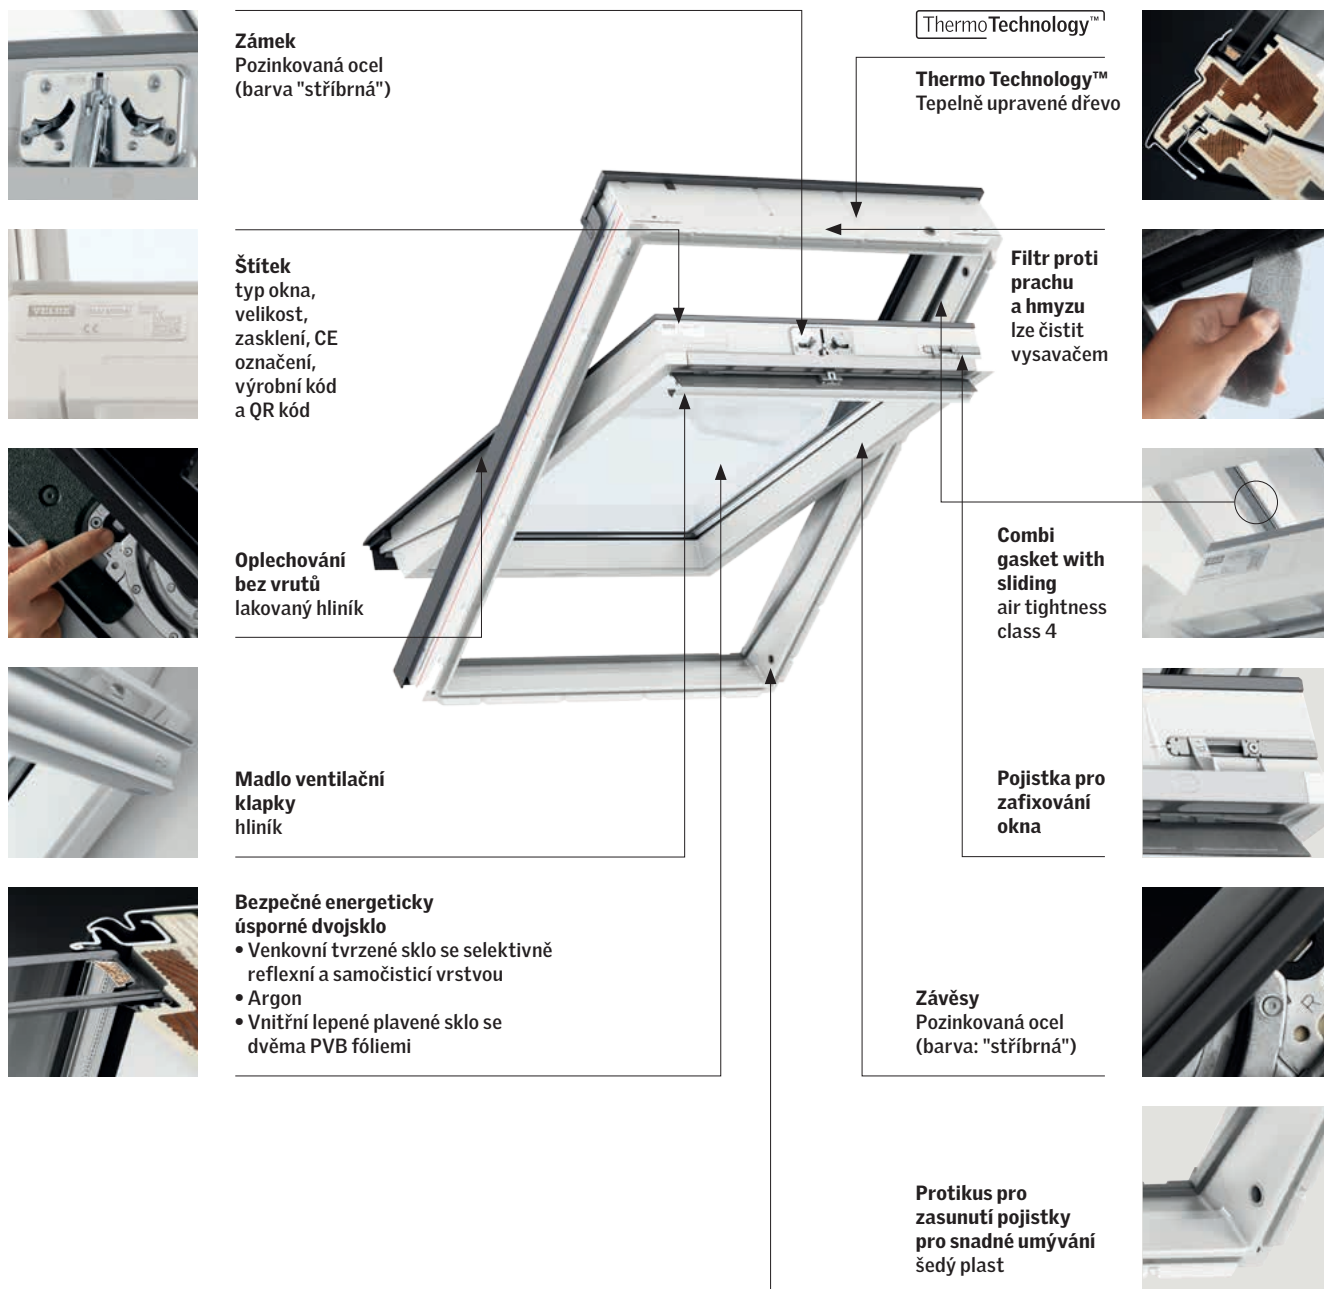 Zámek
Pozinkovaná ocel
(barva "stříbrná")
ThermoTechnology™
Thermo Technology™
Tepelně upravené dřevo
Štítek
typ okna,
velikost,
zasklení, CE
označení,
výrobní kód
a QR kód
VELUX
CE
Filtr proti
prachu
a hmyzu
lze čistit
vysavačem
Oplechování
bez vrutů
lakovaný hliník
Combi
gasket with
sliding
air tightness
class 4
Madlo ventilační
klapky
hliník
Pojistka pro
zafixování
okna
Bezpečné energeticky
úsporné dvojsklo
• Venkovní tvrzené sklo se selektivně
reflexní a samočisticí vrstvou
• Argon
• Vnitřní lepené plavené sklo se
dvěma PVB fóliemi
Závěsy
Pozinkovaná ocel
(barva: "stříbrná")
R
Protikus pro
zasunutí pojistky
pro snadné umývání
šedý plast